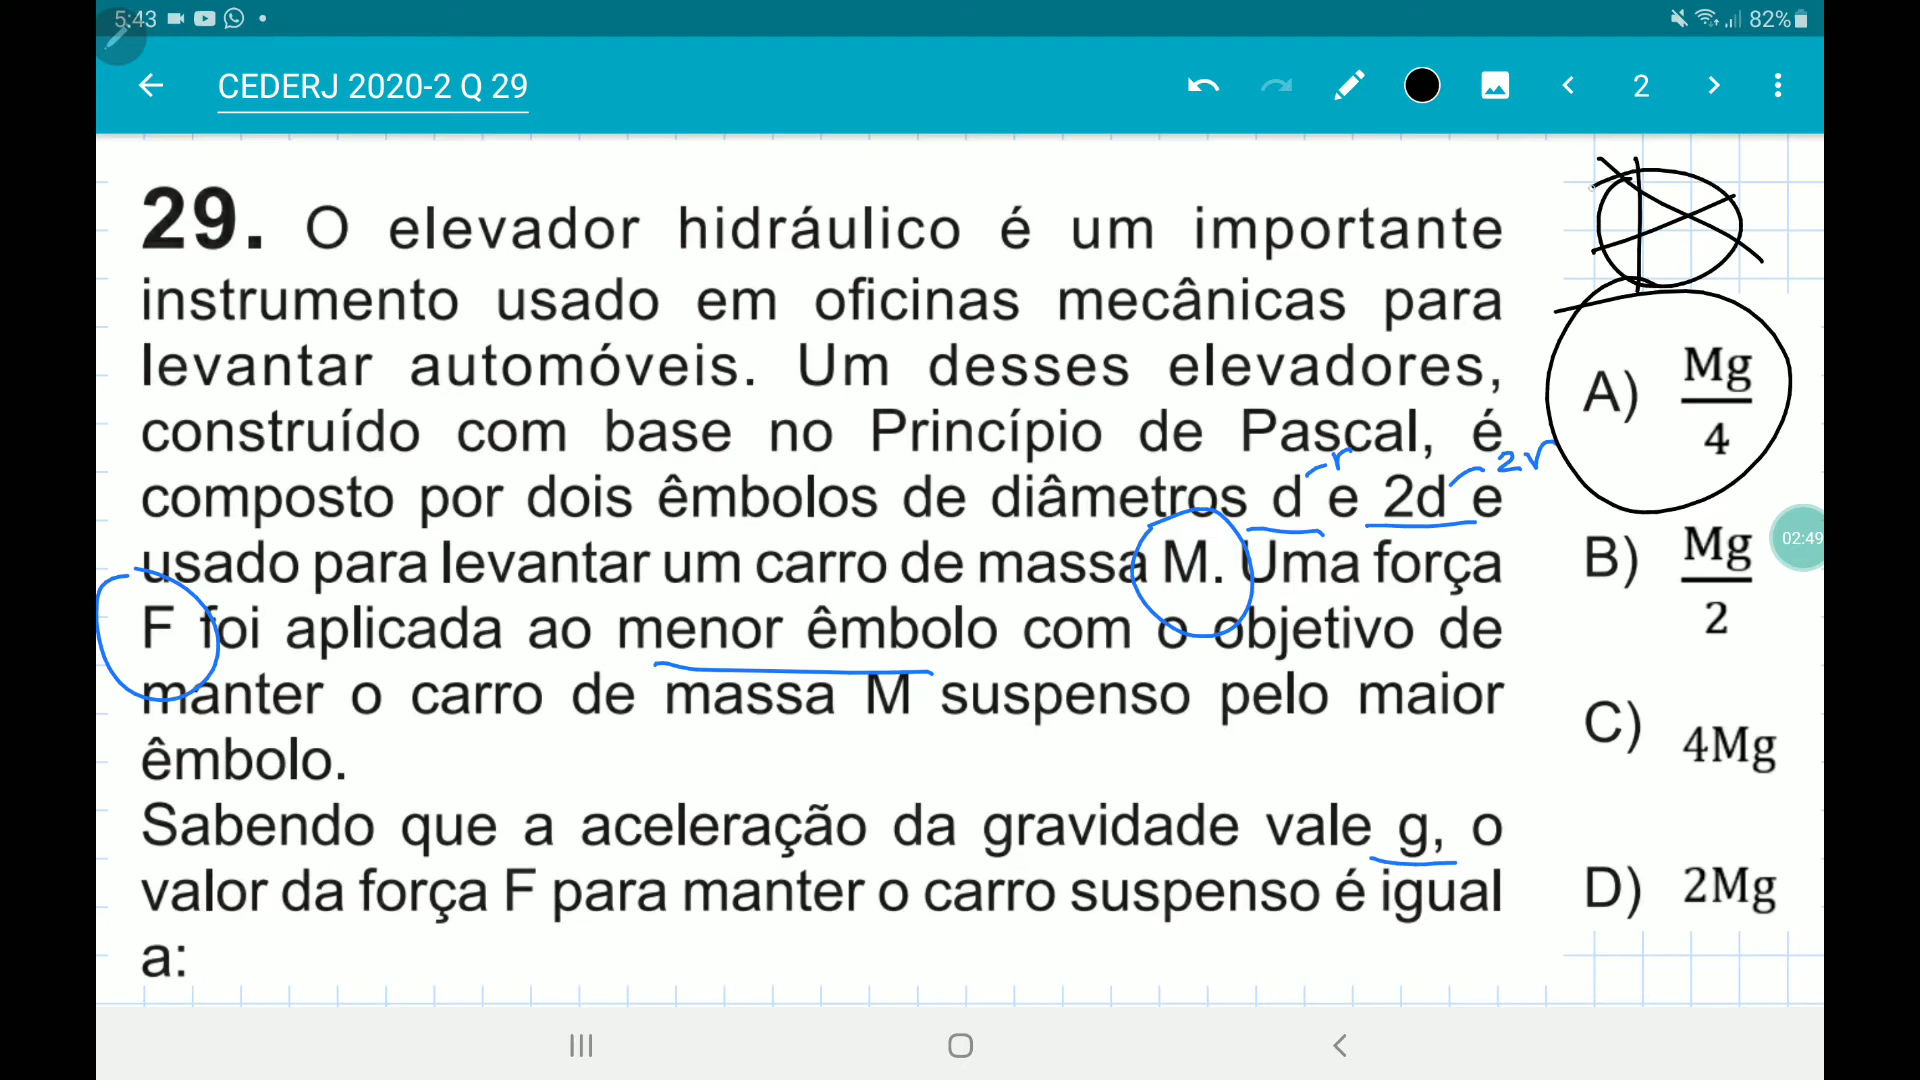 5:43
82%
CEDERJ 2020-2 Q 29
2
29. O elevador hidráulico é um importante
instrumento usado em oficinas mecânicas para
levantar automóveis. Um desses elevadores,
construído com base no Princípio de Pascal, é
r
2r
composto por dois êmbolos de diâmetros d e 2d e
usado para levantar um carro de massa M. Uma força
F foi aplicada ao menor êmbolo com o objetivo de
manter o carro de massa M suspenso pelo maior
êmbolo.
Sabendo que a aceleração da gravidade vale g, o
valor da força F para manter o carro suspenso é igual
a:
A) Mg
4
B) Mg
2
C) 4Mg
D) 2Mg
02:49